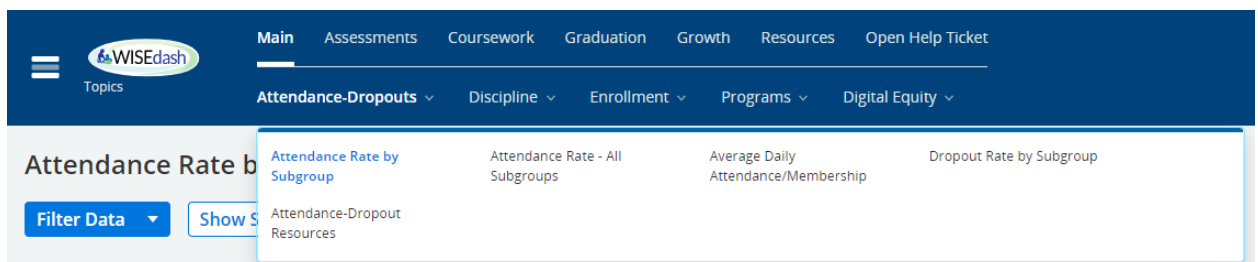 WISEdash
Topics
Main Assessments Coursework Graduation Growth Resources Open Help Ticket
Attendance-Dropouts Discipline Enrollment Programs Digital Equity
Attendance Rate b
Filter Data Show S
Attendance Rate by
Subgroup
Attendance Rate - All
Subgroups
Average Daily
Attendance/Membership
Dropout Rate by Subgroup
Attendance-Dropout
Resources